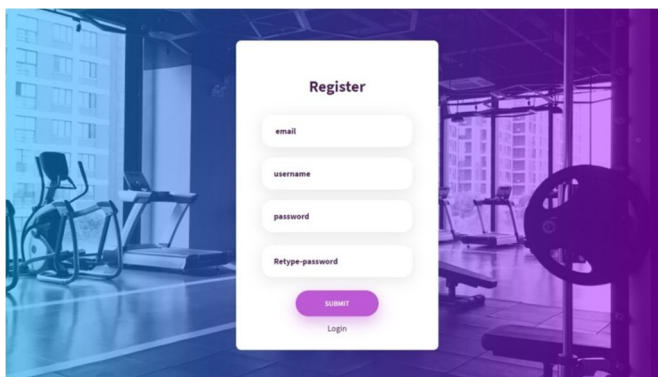 Register
email
username
password
Retype-password
SUBMIT
Login